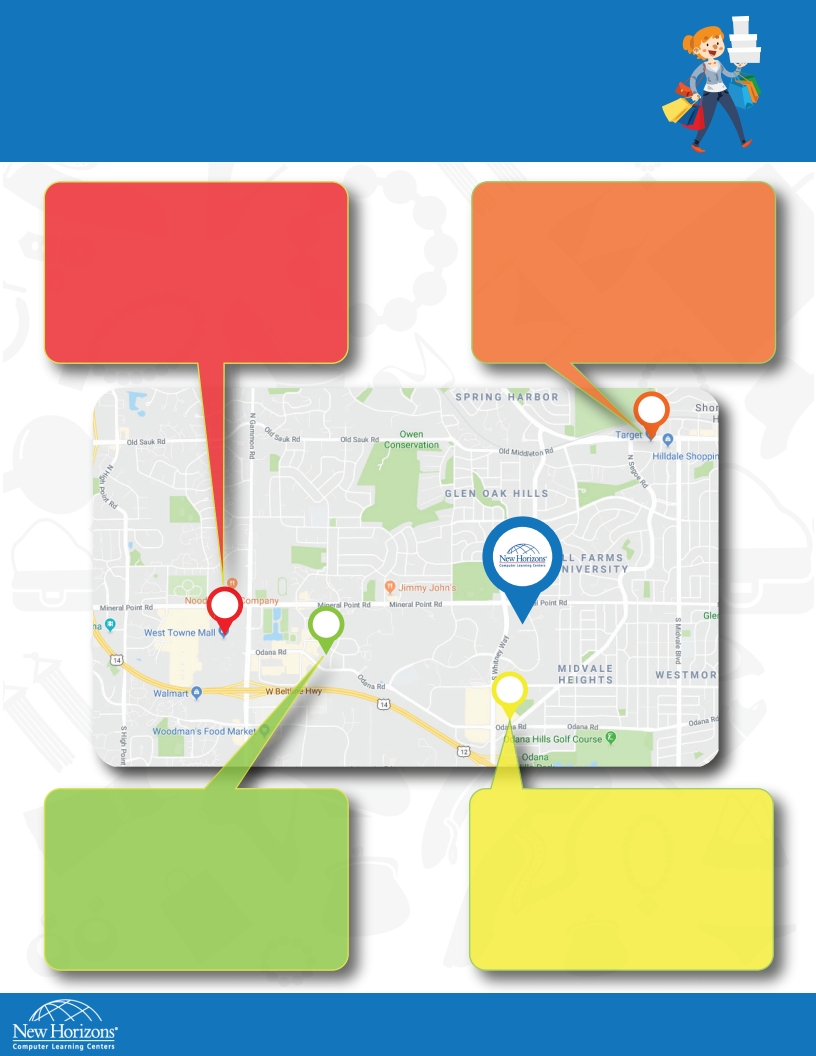 SPRING HARBOR
Shor
H
N Gammon Rd
Old Sauk Rd
Old Sauk Rd
Old Sauk Rd
Owen
Conservation
Target
Old Middleton Rd
Hilldale Shoppin
N High Point Rd
N Segoe Rd
GLEN OAK HILLS
New Horizons®
Computer Learning Centers
LL FARMS
NIVERSITY
Jimmy John's
Nood
ompany
Mineral Point Rd
Mineral Point Rd
Mineral Point Rd
Rd
Gle
na
West Towne Mall
S Midvale Blvd
14
Odana Rd
S Whitney Way
MIDVALE
HEIGHTS
WESTMOR
Odana Rd
Walmart
W Beltline Hwy
14
S High Point
Woodman's Food Market
Odana Rd
Odana Rd
Odana Rd
Odana Hills Golf Course
12
Odana
New Horizons®
Computer Learning Centers